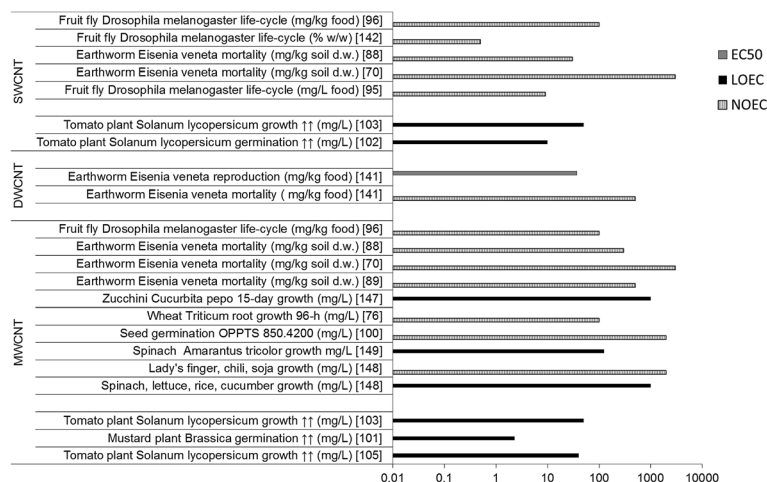 SWCNT
Fruit fly Drosophila melanogaster life-cycle (mg/kg food) [96]
Fruit fly Drosophila melanogaster life-cycle (% w/w) [142]
Earthworm Eisenia veneta mortality (mg/kg soil d.w.) [88]
Earthworm Eisenia veneta mortality (mg/kg soil d.w.) [70]
Fruit fly Drosophila melanogaster life-cycle (mg/L food) [95]
Tomato plant Solanum lycopersicum growth ↑↑ (mg/L) [103]
Tomato plant Solanum lycopersicum germination ↑↑ (mg/L) [102]
DWCNT
Earthworm Eisenia veneta reproduction (mg/kg food) [141]
Earthworm Eisenia veneta mortality ( mg/kg food) [141]
MWCNT
Fruit fly Drosophila melanogaster life-cycle (mg/kg food) [96]
Earthworm Eisenia veneta mortality (mg/kg soil d.w.) [88]
Earthworm Eisenia veneta mortality (mg/kg soil d.w.) [70]
Earthworm Eisenia veneta mortality (mg/kg soil d.w.) [89]
Zucchini Cucurbita pepo 15-day growth (mg/L) [147]
Wheat Triticum root growth 96-h (mg/L) [76]
Seed germination OPPTS 850.4200 (mg/L) [100]
Spinach Amarantus tricolor growth mg/L [149]
Lady's finger, chili, soja growth (mg/L) [148]
Spinach, lettuce, rice, cucumber growth (mg/L) [148]
Tomato plant Solanum lycopersicum growth ↑↑ (mg/L) [103]
Mustard plant Brassica germination ↑↑ (mg/L) [101]
Tomato plant Solanum lycopersicum growth ↑↑ (mg/L) [105]
0.01 0.1 1 10 100 1000 10000
EC50
LOEC
NOEC